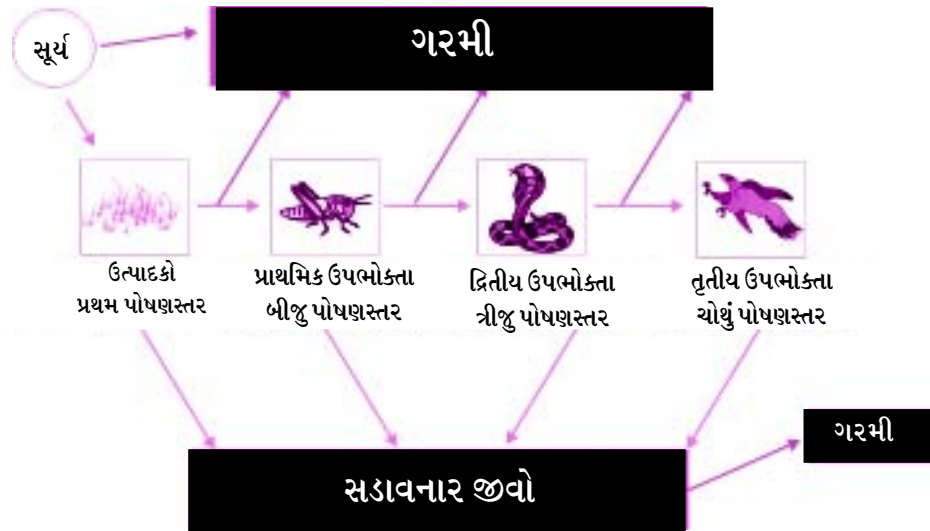 સૂર્ય
ગરમી
ઉત્પાદકો
પ્રથમ પોષણસ્તર
પ્રાથમિક ઉપભોક્તા
બીજુ પોષણસ્તર
દ્રિતીય ઉપભોક્તા
ત્રીજુ પોષણસ્તર
તૃતીય ઉપભોક્તા
ચોથું પોષણસ્તર
ગરમી
સડાવનાર જીવો